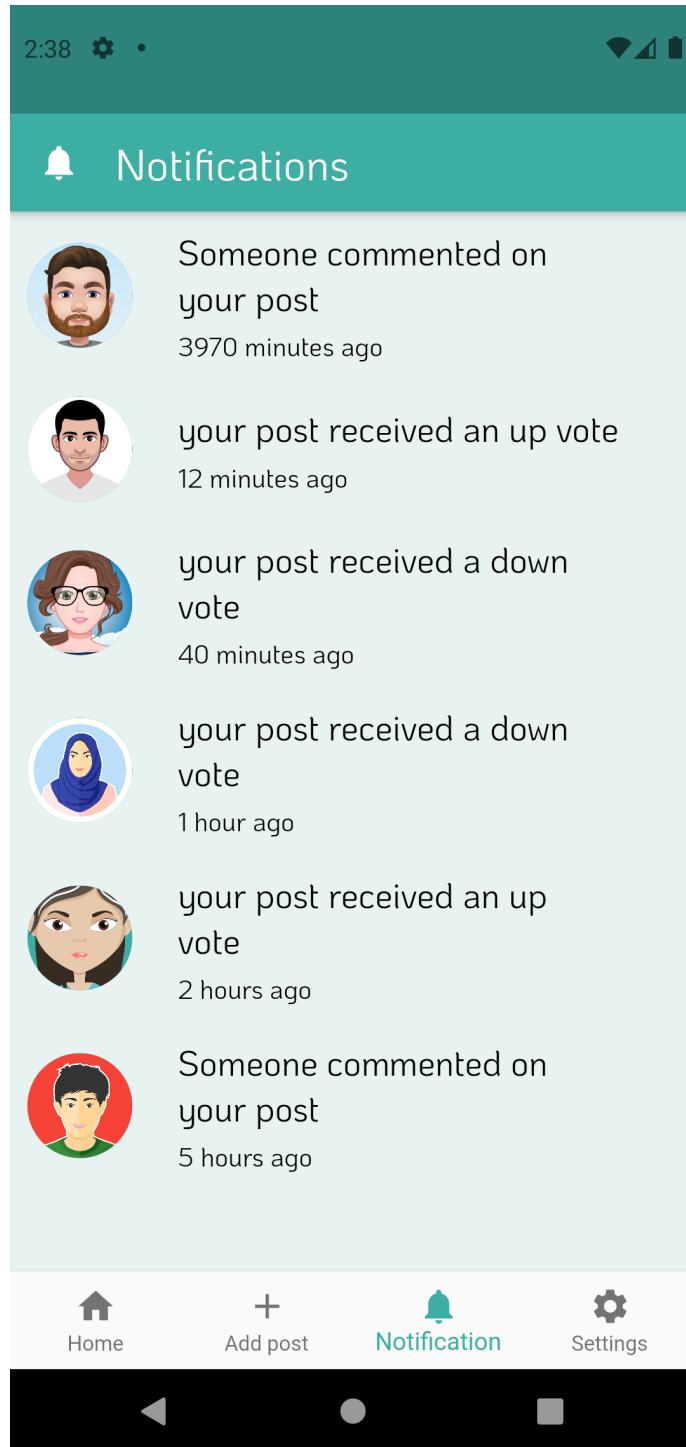 2:38
Notifications
Someone commented on
your post
3970 minutes ago
your post received an up vote
12 minutes ago
your post received a down
vote
40 minutes ago
your post received a down
vote
1 hour ago
your post received an up
vote
2 hours ago
Someone commented on
your post
5 hours ago
Home
Add post
Notification
Settings